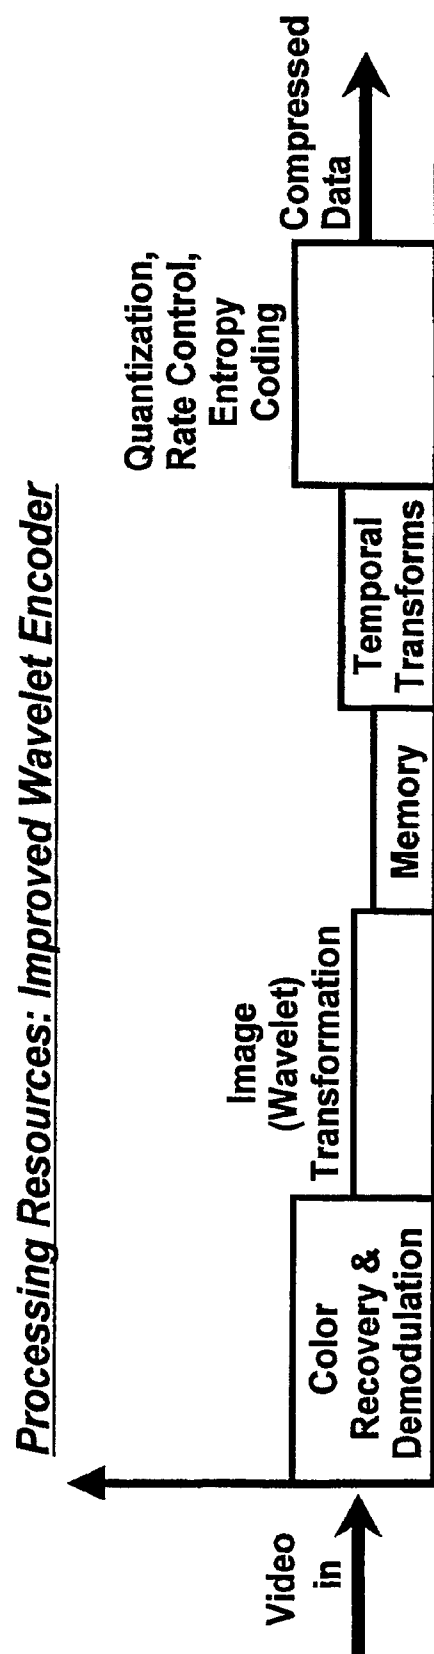 Processing Resources: Improved Wavelet Encoder
Video
in
Color
Recovery &
Demodulation
Image
(Wavelet)
Transformation
Memory
Temporal
Transforms
Quantization,
Rate Control,
Entropy
Coding
Compressed
Data